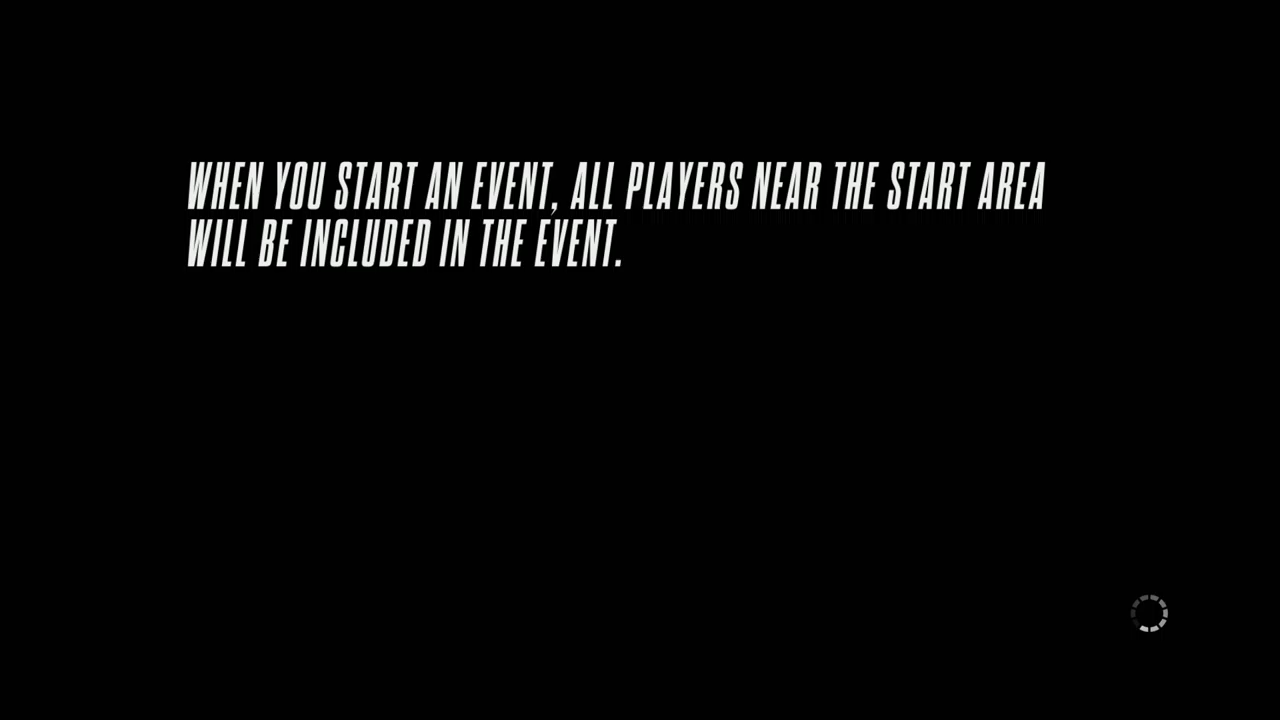 WHEN YOU START AN EVENT, ALL PLAYERS NEAR THE START AREA
WILL BE INCLUDED IN THE EVENT.